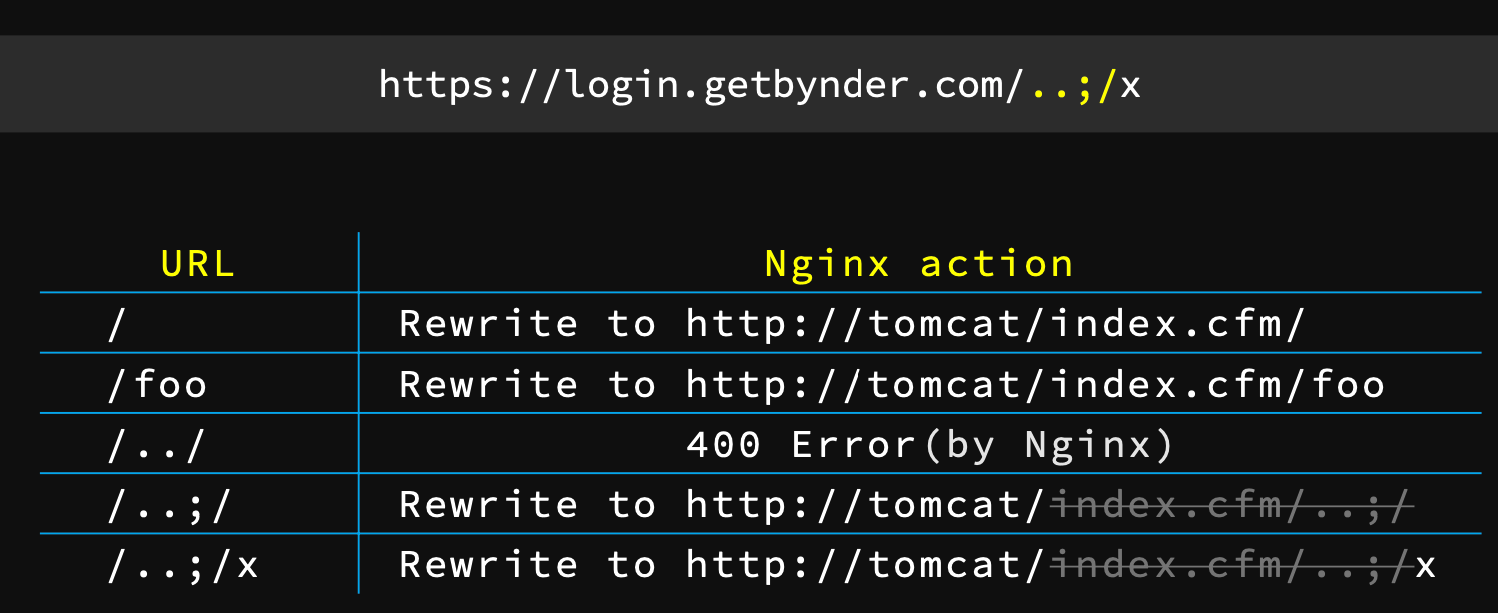 https://login.getbynder.com/..;/x
URL Nginx action
/ Rewrite to http://tomcat/index.cfm/
/foo Rewrite to http://tomcat/index.cfm/foo
/../ 400 Error(by Nginx)
/..;/ Rewrite to http://tomcat/index.cfm/..;/
/..;/x Rewrite to http://tomcat/index.cfm/..;/x